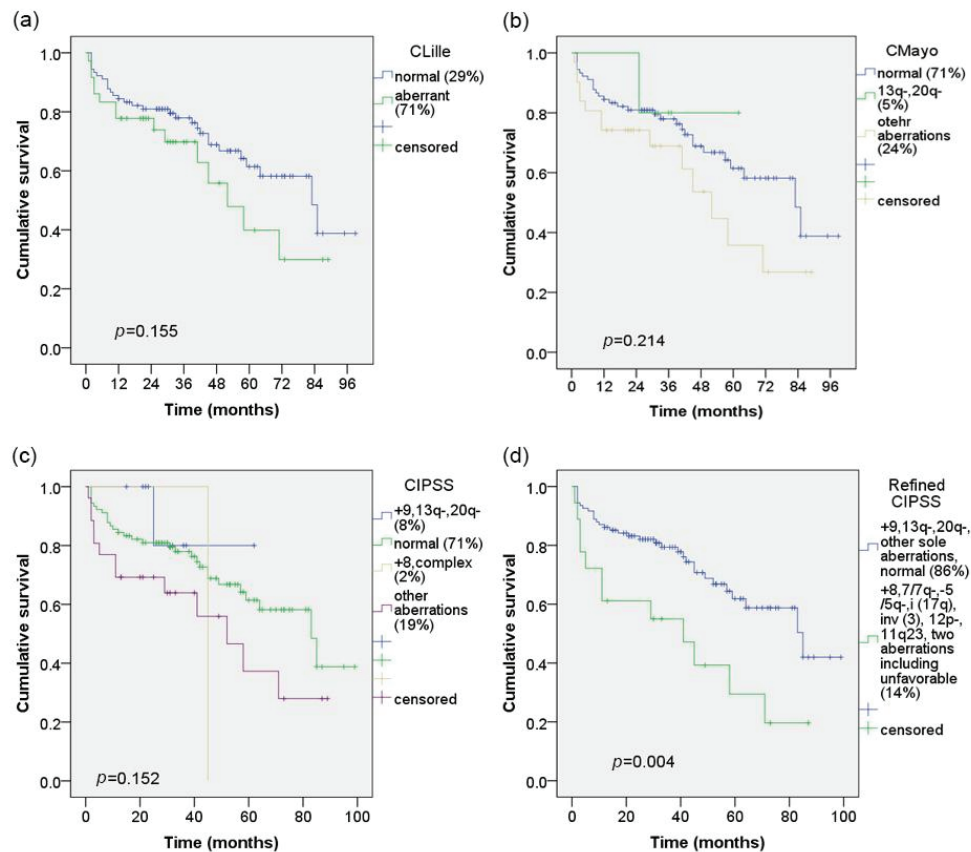 (a)
CLille
normal (29%)
aberrant
(71%)
censored
Cumulative survival
1.0
0.8
0.6
0.4
0.2
0.0
p=0.155
0 12 24 36 48 60 72 84 96
Time (months)
(b)
CMayo
normal (71%)
13q-,20q-
(5%)
otehr
aberrations
(24%)
censored
Cumulative survival
1.0
0.8
0.6
0.4
0.2
0.0
p=0.214
0 12 24 36 48 60 72 84 96
Time (months)
(c)
CIPSS
+9,13q-,20q-
(8%)
normal (71%)
+8,complex
(2%)
other
aberrations
(19%)
censored
Cumulative survival
1.0
0.8
0.6
0.4
0.2
0.0
p=0.152
0 20 40 60 80 100
Time (months)
(d)
Refined
CIPSS
+9,13q-,20q-,
other sole
aberrations,
normal (86%)
+8,7/7q-,-5
/5q-,i (17q),
inv (3), 12p-,
11q23, two
aberrations
including
unfavorable
(14%)
censored
Cumulative survival
1.0
0.8
0.6
0.4
0.2
0.0
p=0.004
0 20 40 60 80 100
Time (months)